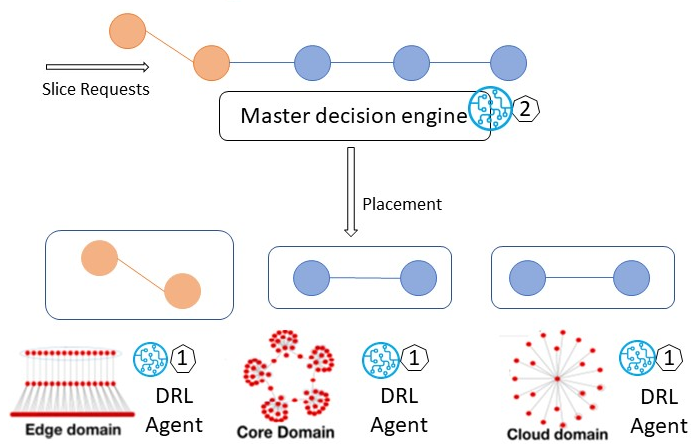 Slice Requests
Master decision engine
2
Placement
1
DRL
Agent
Edge domain
1
DRL
Agent
Core Domain
1
DRL
Agent
Cloud domain